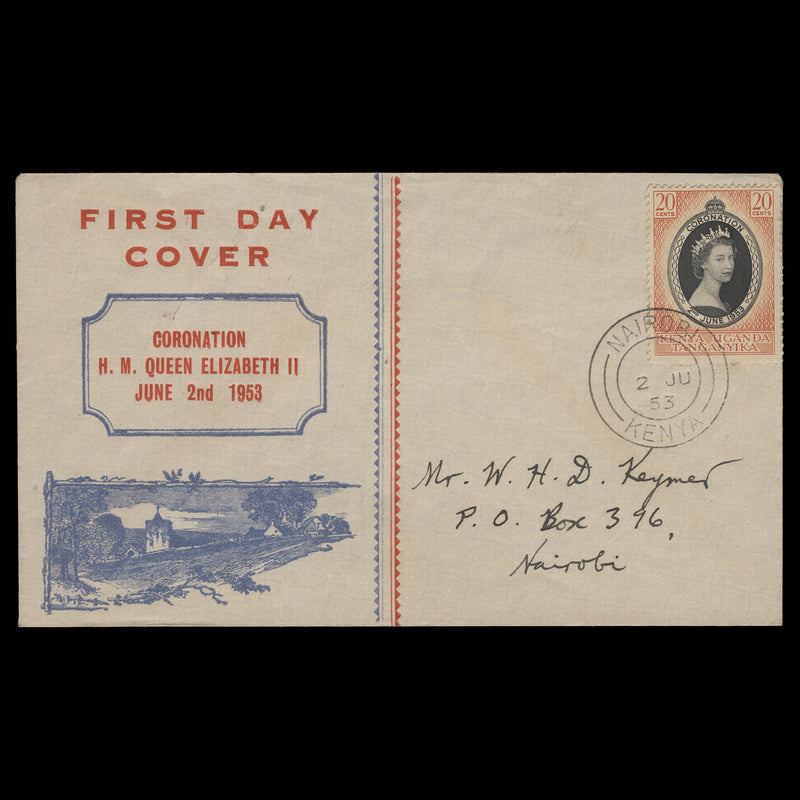 FIRST DAY
COVER
CORONATION
H. M. QUEEN ELIZABETH II
JUNE 2nd 1953
20 20
CENTS CENTS
CORONATION
2ND JUNE 1953
KENYA UGANDA
TANGANYIKA
NAIROBI
2 JU
53
KENYA
Mr. W. H. D. Keymer
P. O. Box 396,
Nairobi